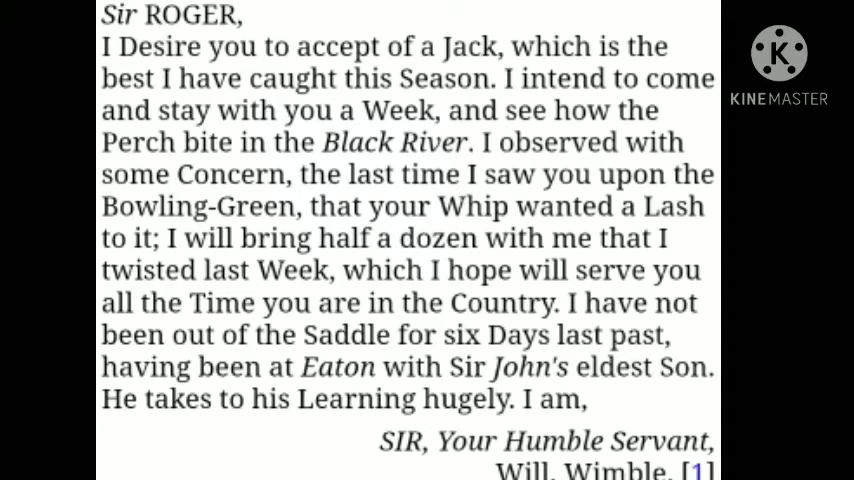 Sir ROGER,
I Desire you to accept of a Jack, which is the
best I have caught this Season. I intend to come
and stay with you a Week, and see how the
Perch bite in the Black River. I observed with
some Concern, the last time I saw you upon the
Bowling-Green, that your Whip wanted a Lash
to it; I will bring half a dozen with me that I
twisted last Week, which I hope will serve you
all the Time you are in the Country. I have not
been out of the Saddle for six Days last past,
having been at Eaton with Sir John's eldest Son.
He takes to his Learning hugely. I am,
SIR, Your Humble Servant,
Will. Wimble. [1]
K
KINEMASTER